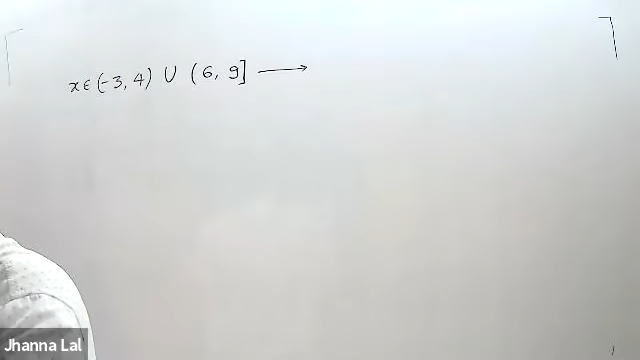 x ∈ (-3, 4) ∪ (6, 9] ⟶
Jhanna Lal